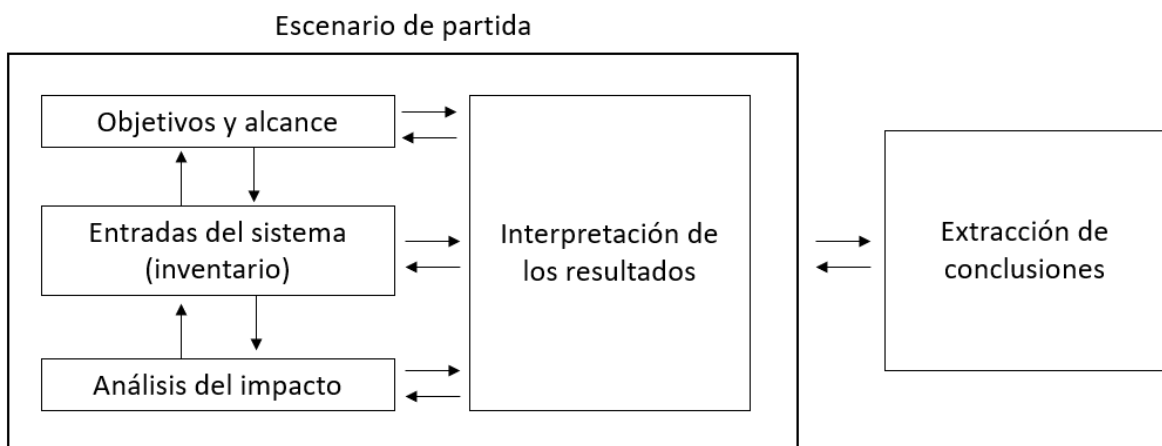 Escenario de partida
Objetivos y alcance
Entradas del sistema
(inventario)
Análisis del impacto
Interpretación de
los resultados
Extracción de
conclusiones